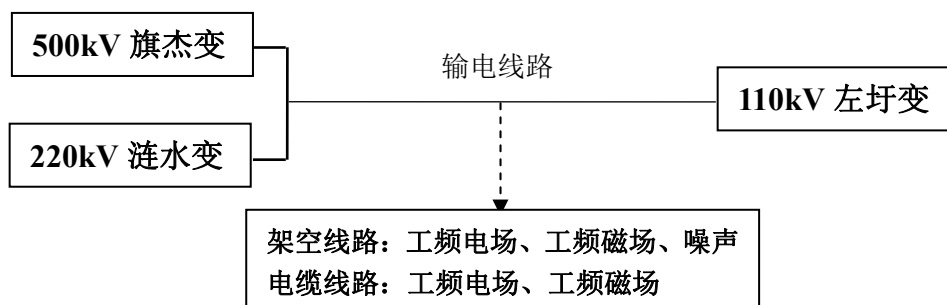 500kV 旗杰变
输电线路
110kV 左圩变
220kV 涟水变
架空线路：工频电场、工频磁场、噪声
电缆线路：工频电场、工频磁场